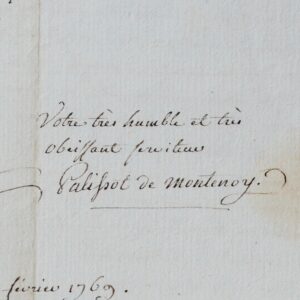 Votre très humble et très
obéissant serviteur
Palissot de Montenoy.
février 1769.